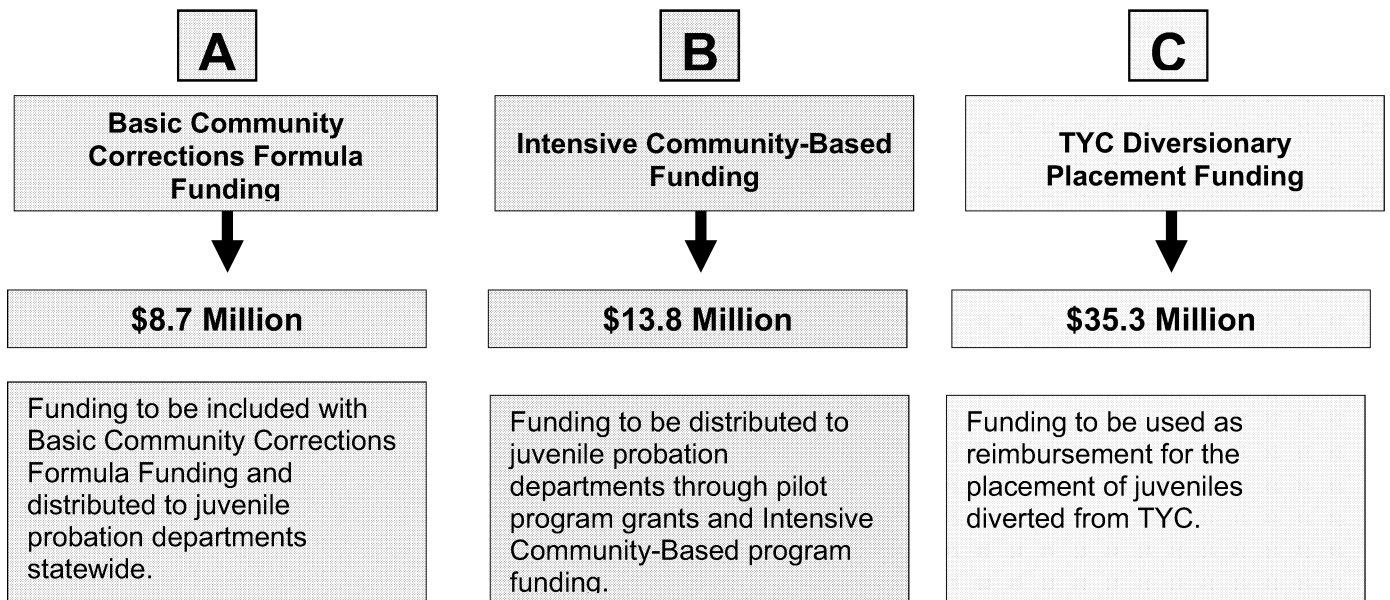 A
Basic Community
Corrections Formula
Funding
$8.7 Million
Funding to be included with
Basic Community Corrections
Formula Funding and
distributed to juvenile
probation departments
statewide.
B
Intensive Community-Based
Funding
$13.8 Million
Funding to be distributed to
juvenile probation
departments through pilot
program grants and Intensive
Community-Based program
funding.
C
TYC Diversionary
Placement Funding
$35.3 Million
Funding to be used as
reimbursement for the
placement of juveniles
diverted from TYC.